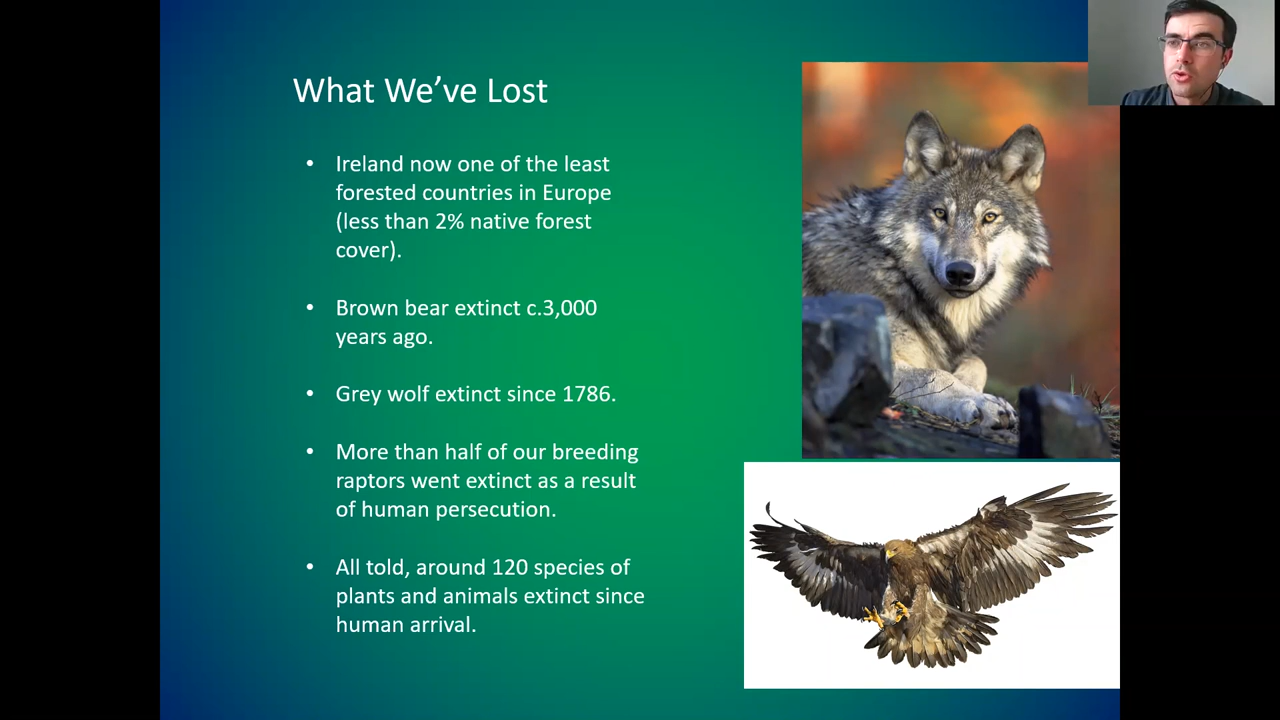 What We’ve Lost
• Ireland now one of the least
forested countries in Europe
(less than 2% native forest
cover).
• Brown bear extinct c.3,000
years ago.
• Grey wolf extinct since 1786.
• More than half of our breeding
raptors went extinct as a result
of human persecution.
• All told, around 120 species of
plants and animals extinct since
human arrival.